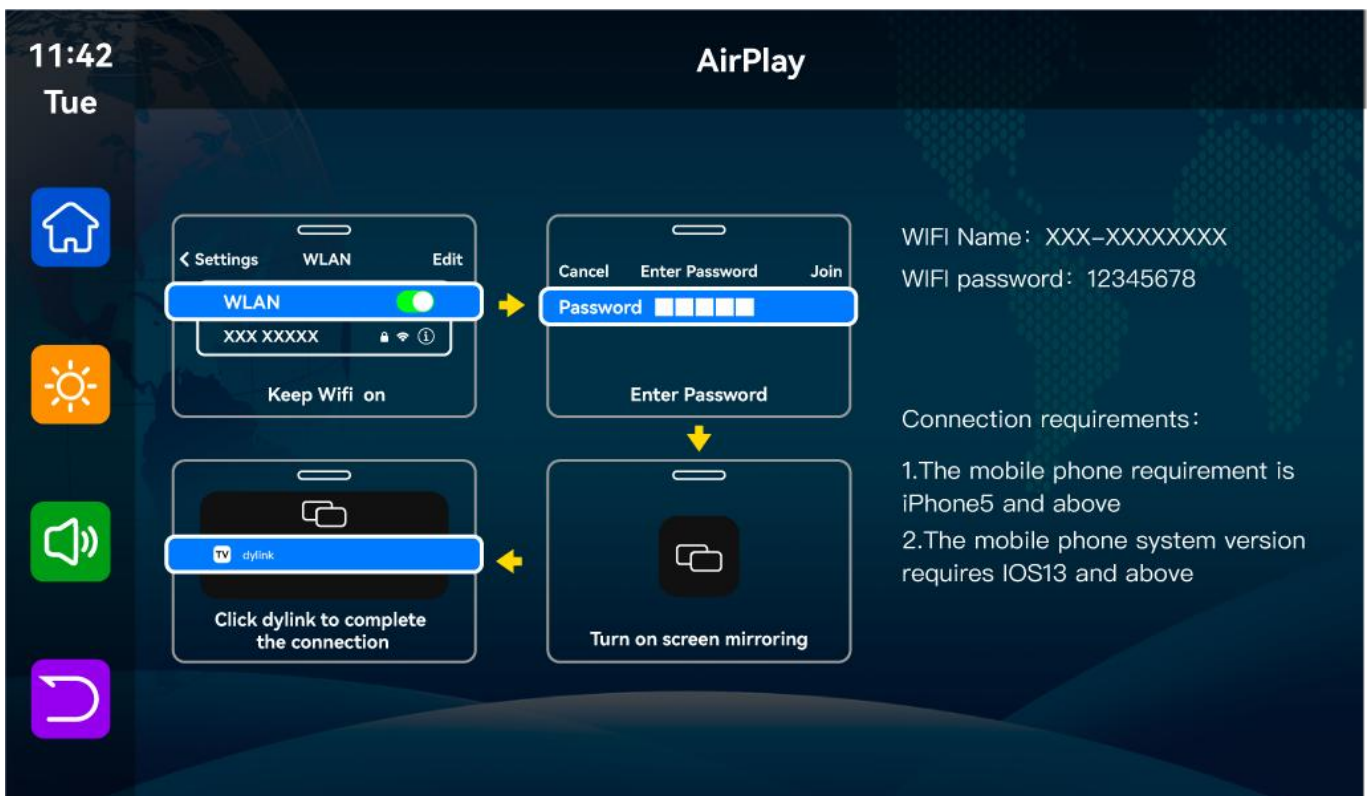 11:42
Tue
AirPlay
< Settings WLAN Edit
WLAN
XXX XXXXX
Keep Wifi on
Cancel Enter Password Join
Password
Enter Password
Turn on screen mirroring
TV dylink
Click dylink to complete
the connection
WIFI Name: XXX-XXXXXXXX
WIFI password: 12345678
Connection requirements:
1.The mobile phone requirement is
iPhone5 and above
2.The mobile phone system version
requires IOS13 and above